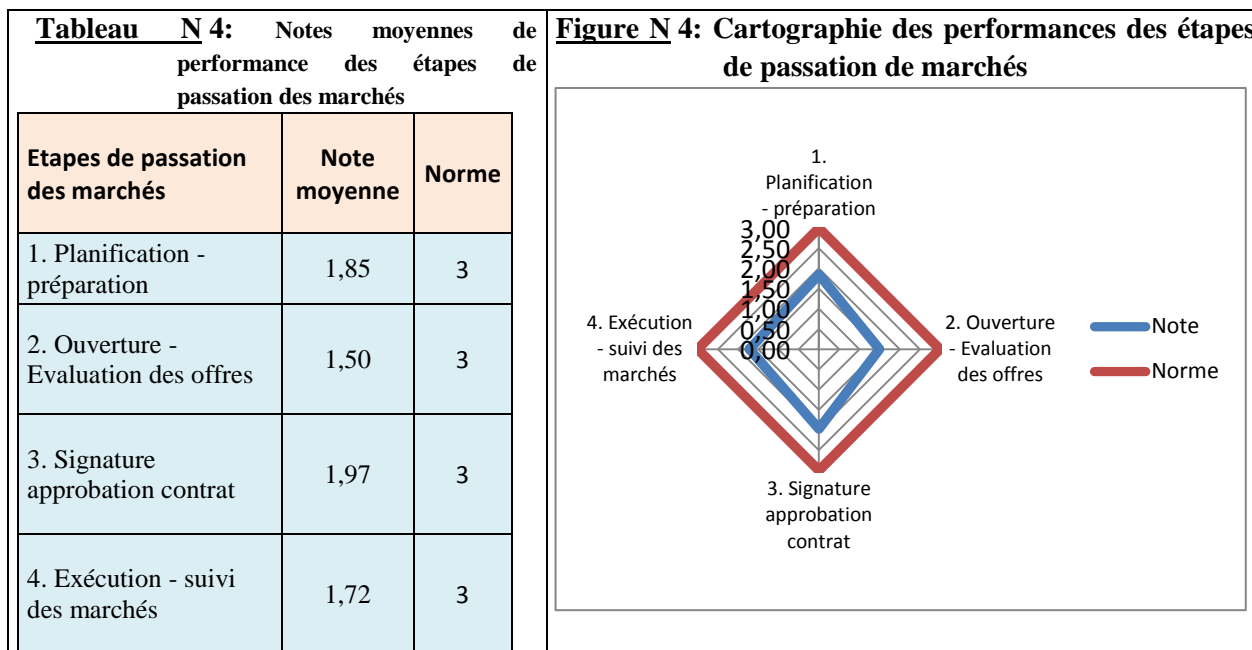 Tableau N 4: Notes moyennes de
performance des étapes de
passation des marchés
Etapes de passation
des marchés
Note
moyenne
Norme
1. Planification -
préparation
1,85
3
2. Ouverture -
Evaluation des offres
1,50
3
3. Signature
approbation contrat
1,97
3
4. Exécution - suivi
des marchés
1,72
3
Figure N 4: Cartographie des performances des étapes
de passation de marchés
1.
Planification
- préparation
3,00
2,50
2,00
1,50
1,00
0,50
0,00
4. Exécution
- suivi des
marchés
2. Ouverture
- Evaluation
des offres
3. Signature
approbation
contrat
Note
Norme